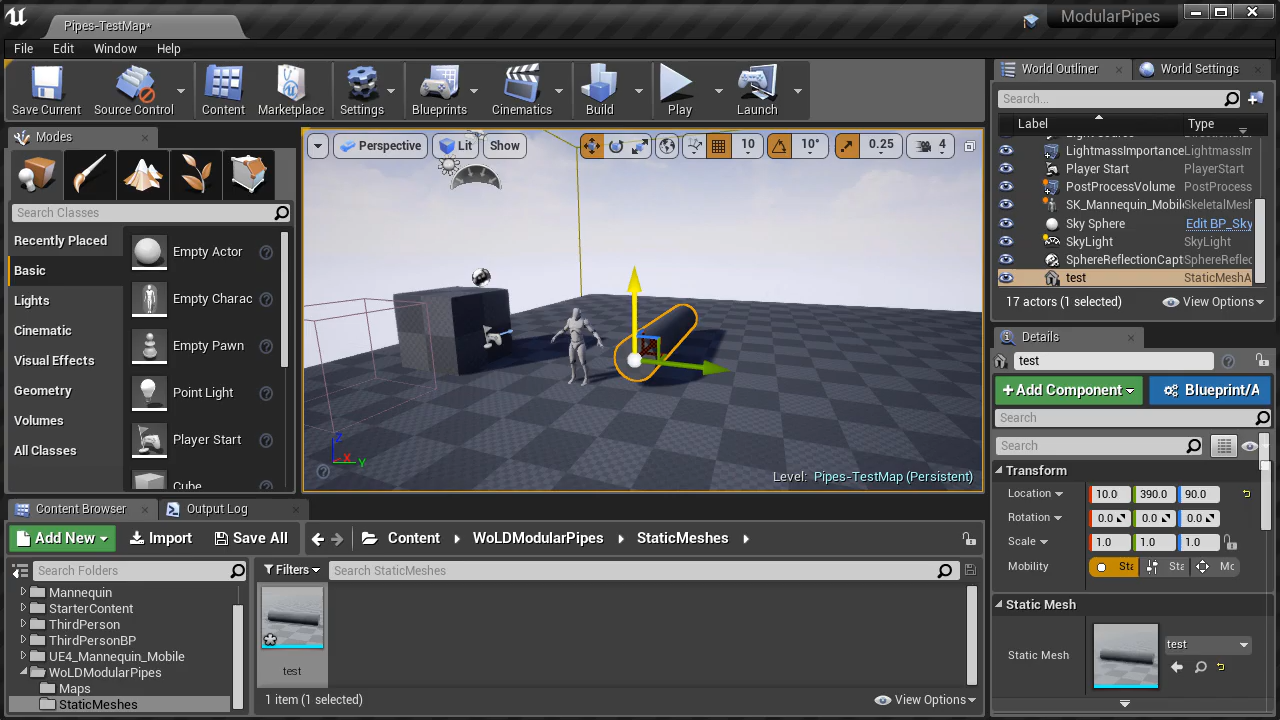 Pipes-TestMap*
ModularPipes
File Edit Window Help
Save Current
Source Control
Content
Marketplace
Settings
Blueprints
Cinematics
Build
Play
Launch
Modes
Search Classes
Recently Placed
Basic
Lights
Cinematic
Visual Effects
Geometry
Volumes
All Classes
Empty Actor
Empty Charac
Empty Pawn
Point Light
Player Start
Cube
Perspective
Lit
Show
10
10°
0.25
4
Z
X
Y
Level: Pipes-TestMap (Persistent)
World Outliner
World Settings
Search...
Label
Type
LightmassImportance LightmassIm
Player Start PlayerStart
PostProcessVolume PostProcess
SK_Mannequin_Mobile SkeletalMesh
Sky Sphere Edit BP_Sky
SkyLight SkyLight
SphereReflectionCapt SphereReflec
test StaticMeshA
17 actors (1 selected)
View Options
Details
test
+Add Component
Blueprint/A
Search
Search
Transform
Location 10.0 390.0 90.0
Rotation 0.0 0.0 0.0
Scale 1.0 1.0 1.0
Mobility Sta Sta Mo
Static Mesh
Static Mesh
test
Content Browser
Output Log
Add New
Import
Save All
Content
WoLDModularPipes
StaticMeshes
Search Folders
Filters
Search StaticMeshes
Mannequin
StarterContent
ThirdPerson
ThirdPersonBP
UE4_Mannequin_Mobile
WoLDModularPipes
Maps
StaticMeshes
test
1 item (1 selected)
View Options